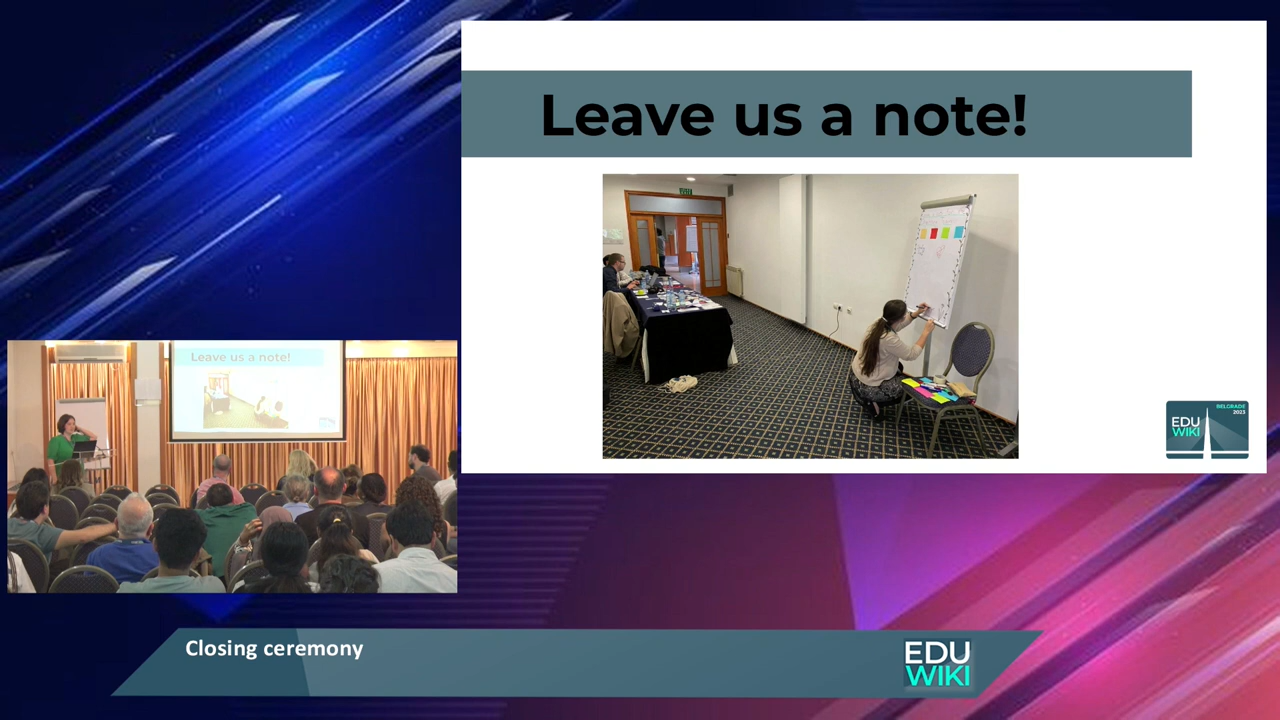 Leave us a note!
BELGRADE
2023
EDU
WIKI
Leave us a note!
Closing ceremony
EDU
WIKI